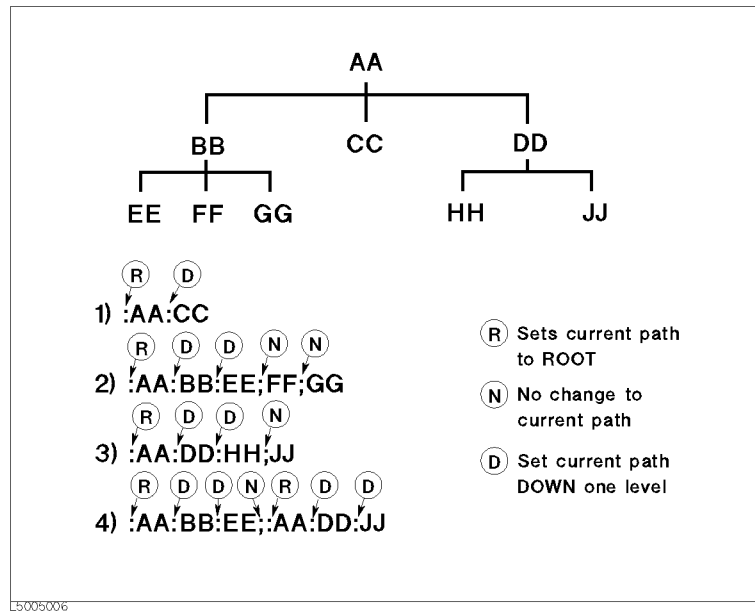 AA
BB CC DD
EE FF GG HH JJ
R D
1) :AA:CC
R D D N N
2) :AA:BB:EE;FF;GG
R D D N
3) :AA:DD:HH;JJ
R D D N R D D
4) :AA:BB:EE;:AA:DD:JJ
R Sets current path
to ROOT
N No change to
current path
D Set current path
DOWN one level
L5005006